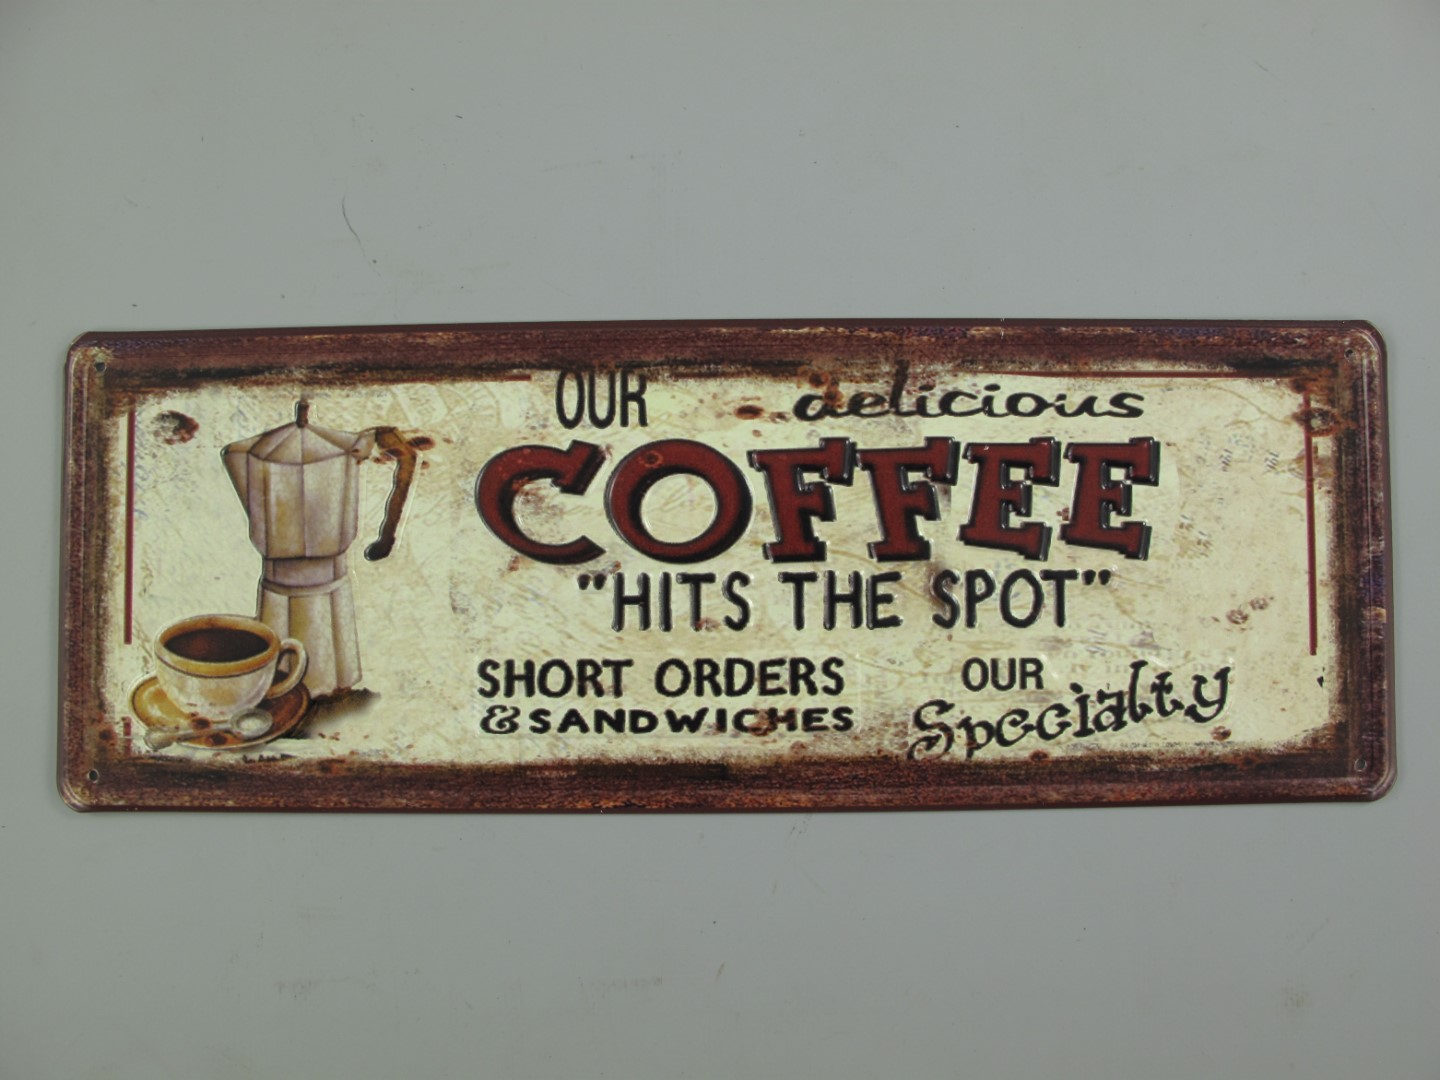 OUR delicious
COFFEE
"HITS THE SPOT"
SHORT ORDERS
& SANDWICHES
OUR
Specialty